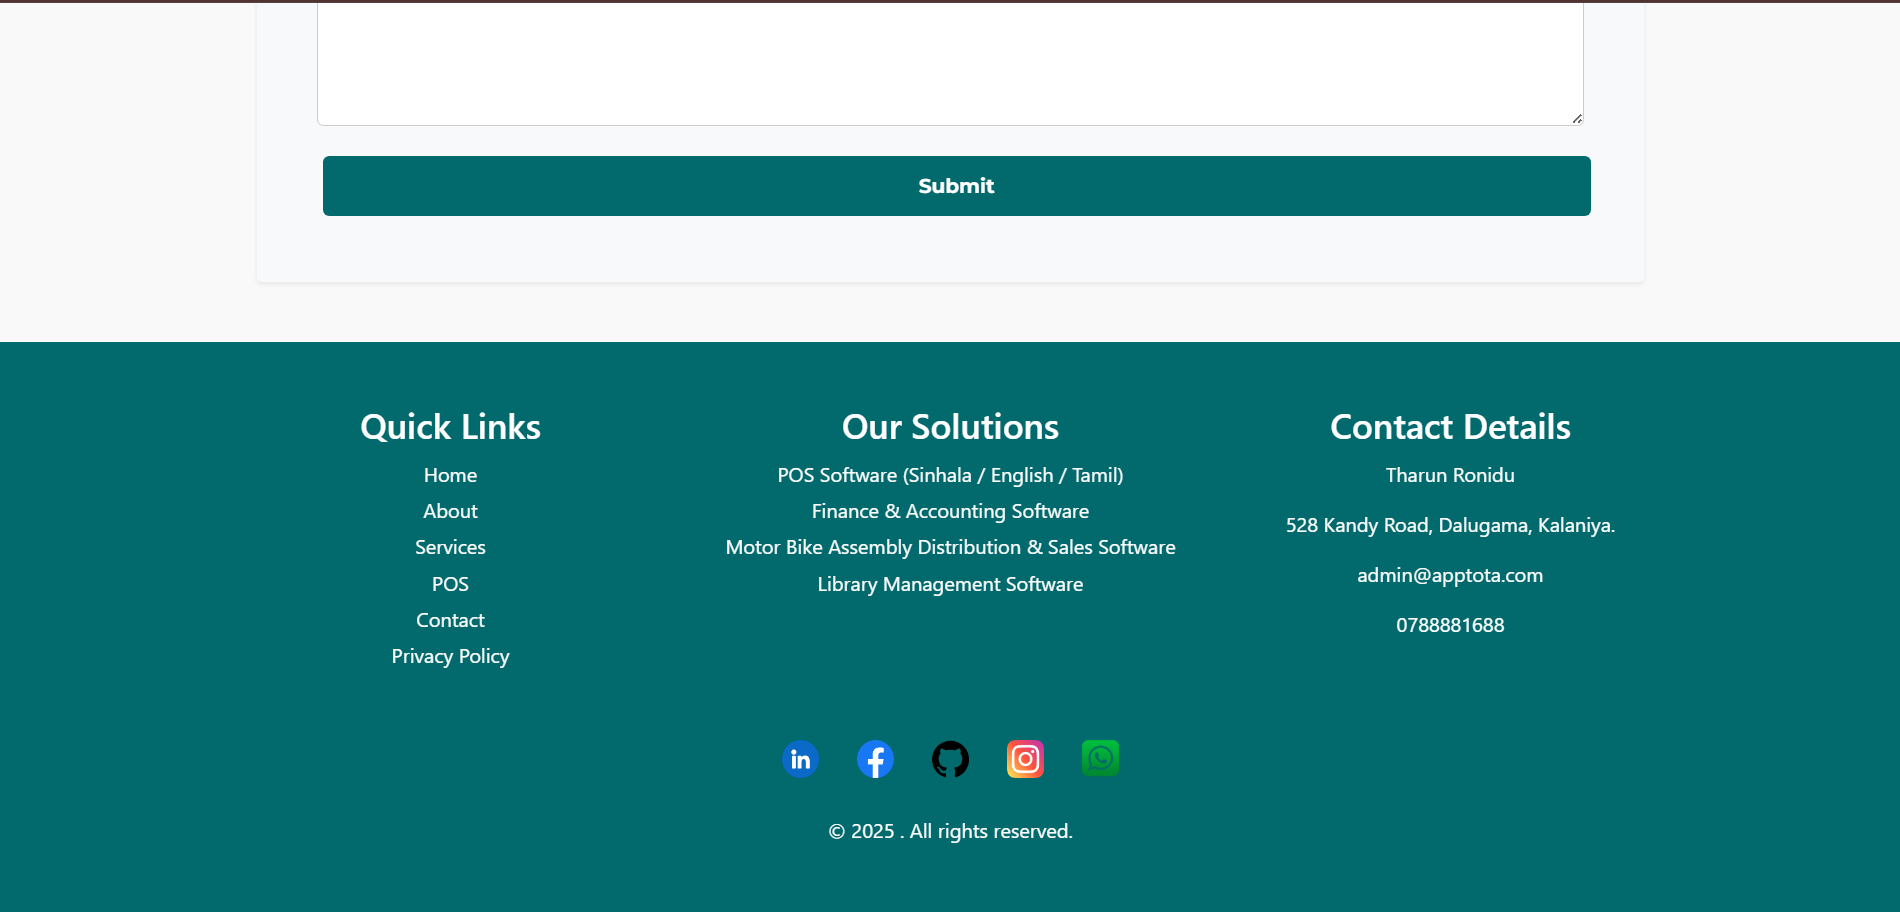 Submit
Quick Links
Home
About
Services
POS
Contact
Privacy Policy
Our Solutions
POS Software (Sinhala / English / Tamil)
Finance & Accounting Software
Motor Bike Assembly Distribution & Sales Software
Library Management Software
Contact Details
Tharun Ronidu
528 Kandy Road, Dalugama, Kalaniya.
admin@apptota.com
0788881688
in
© 2025 . All rights reserved.